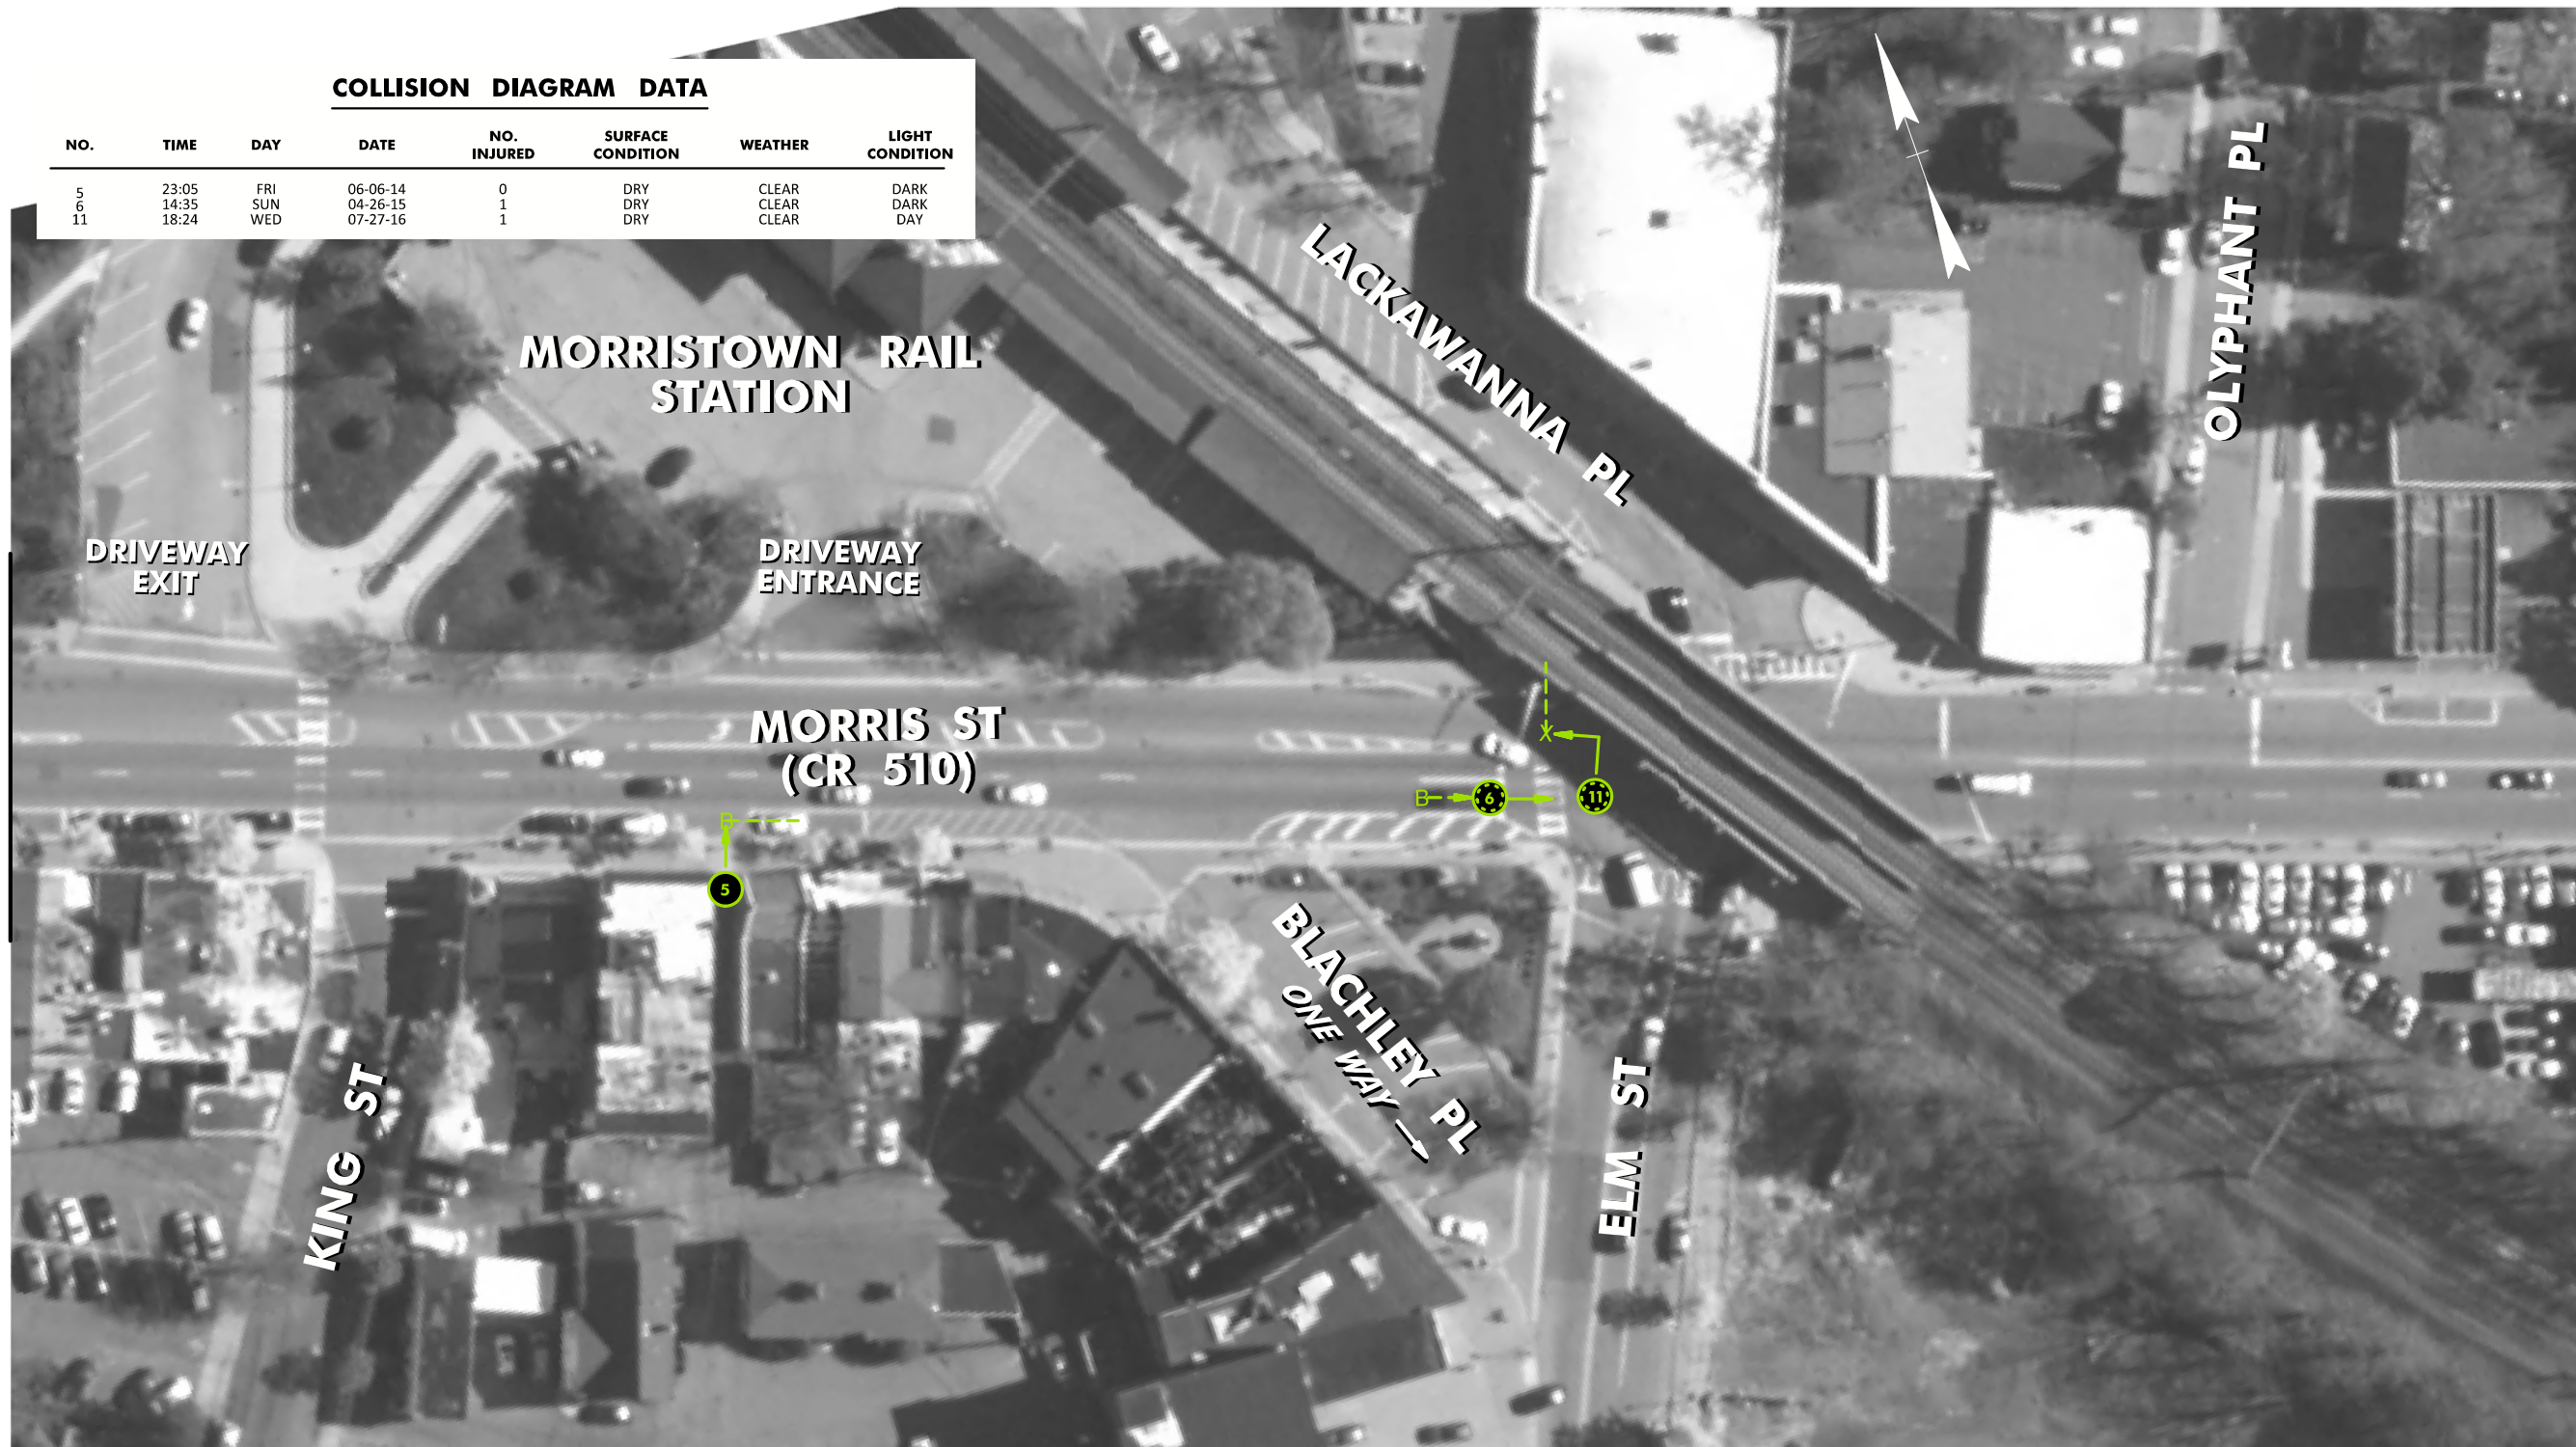 COLLISION DIAGRAM DATA
NO. TIME DAY DATE NO. INJURED SURFACE CONDITION WEATHER LIGHT CONDITION
5 23:05 FRI 06-06-14 0 DRY CLEAR DARK
6 14:35 SUN 04-26-15 1 DRY CLEAR DARK
11 18:24 WED 07-27-16 1 DRY CLEAR DAY
OLYPHANT PL
LACKAWANNA PL
MORRISTOWN RAIL
STATION
DRIVEWAY
EXIT
DRIVEWAY
ENTRANCE
MORRIS ST
(CR 510)
X
B
6
11
B
5
BLACHLEY PL
ONE WAY
KING ST
ELM ST